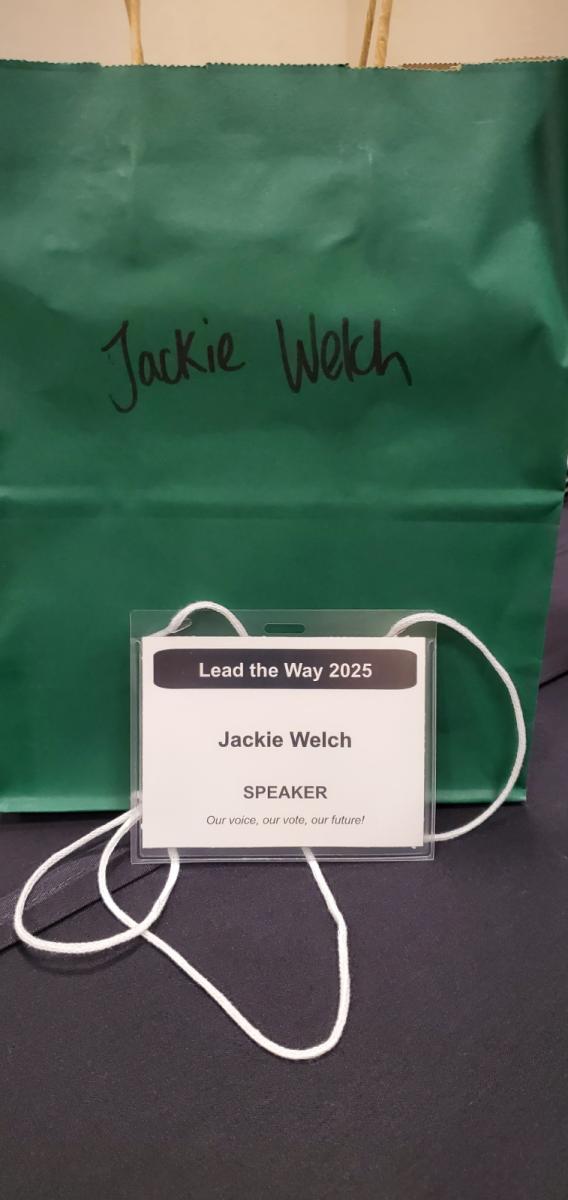 Jackie Welch
Lead the Way 2025
Jackie Welch
SPEAKER
Our voice, our vote, our future!